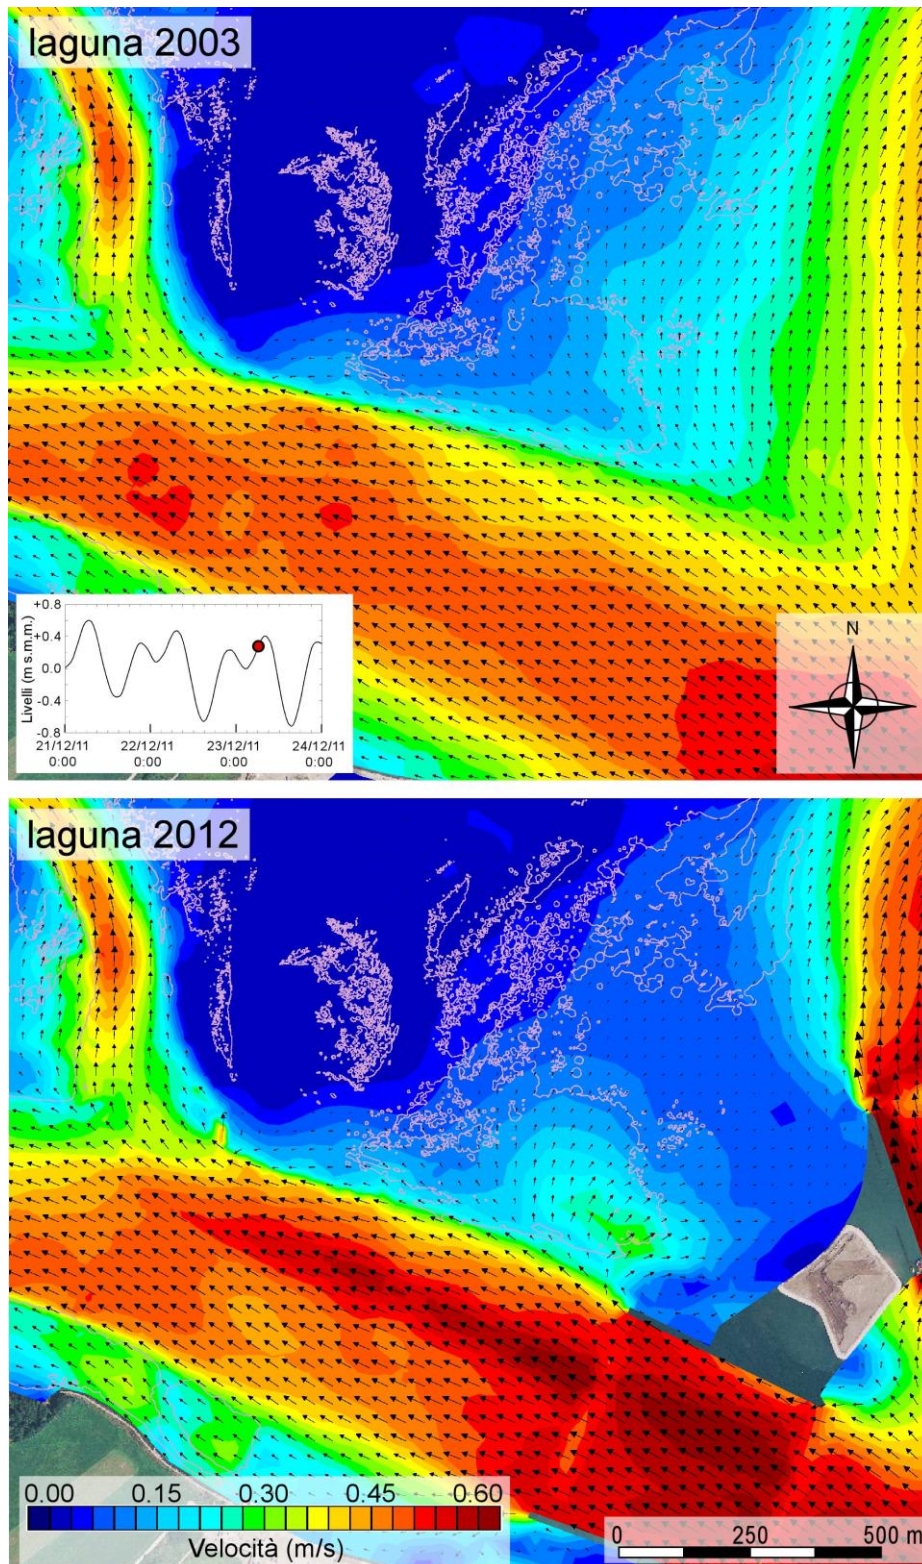 laguna 2003
Livelli (m s.m.m.)
+0.8
+0.4
0.0
-0.4
-0.8
21/12/11 22/12/11 23/12/11 24/12/11
0:00 0:00 0:00 0:00
N
laguna 2012
0.00 0.15 0.30 0.45 0.60
Velocità (m/s)
0 250 500 m